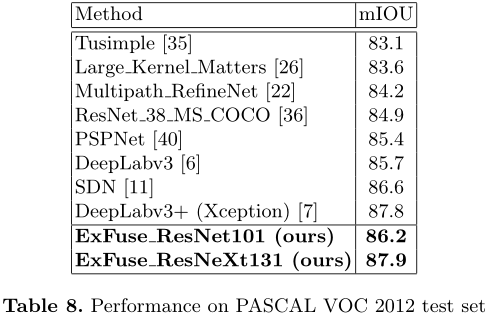 Method mIOU
Tusimple [35] 83.1
Large_Kernel_Matters [26] 83.6
Multipath_RefineNet [22] 84.2
ResNet_38_MS_COCO [36] 84.9
PSPNet [40] 85.4
DeepLabv3 [6] 85.7
SDN [11] 86.6
DeepLabv3+ (Xception) [7] 87.8
ExFuse_ResNet101 (ours) 86.2
ExFuse_ResNeXt131 (ours) 87.9
Table 8. Performance on PASCAL VOC 2012 test set